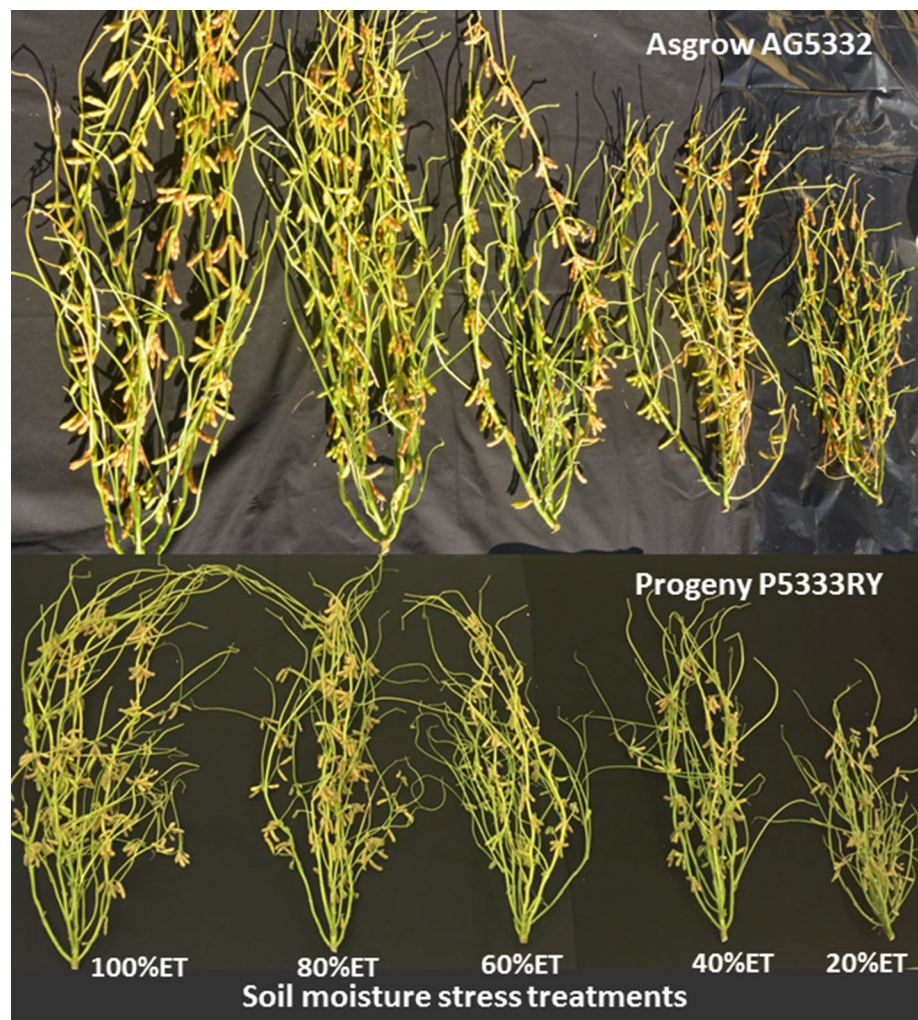 Asgrow AG5332
Progeny P5333RY
100%ET
80%ET
60%ET
40%ET
20%ET
Soil moisture stress treatments